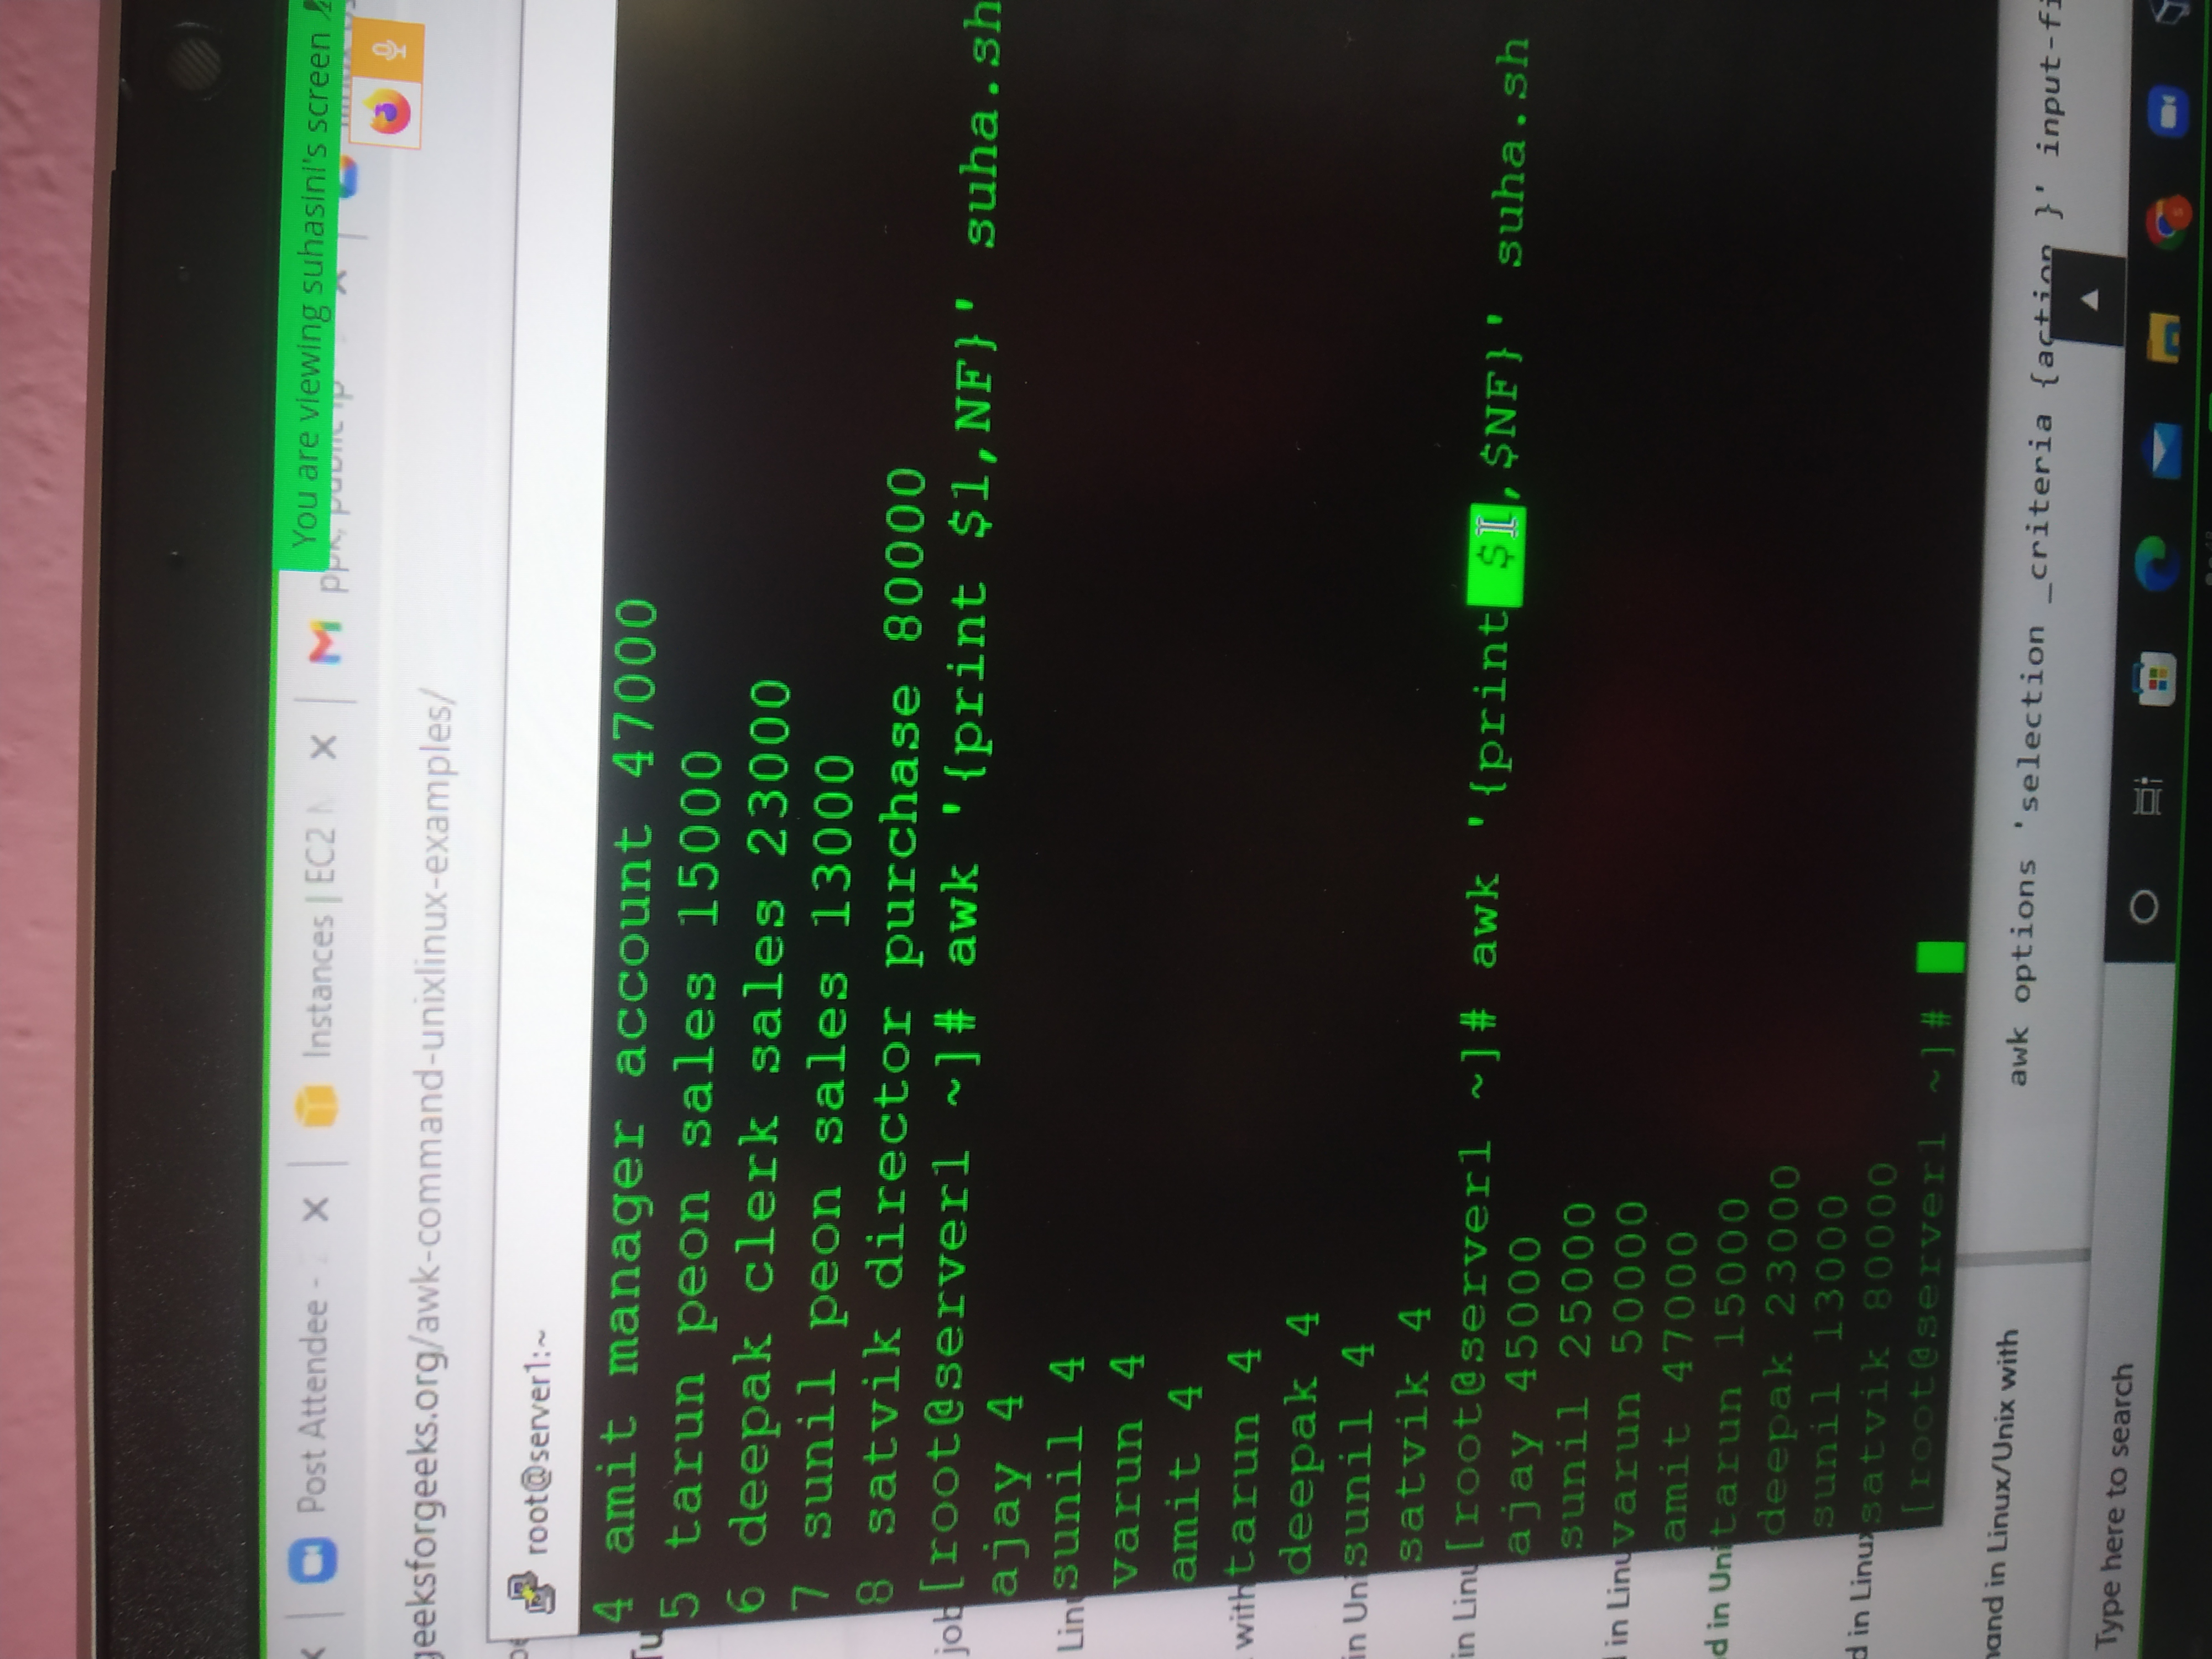 Post Attendee -
Instances | EC2
ppk, public ip
You are viewing suhasini's screen
geeksforgeeks.org/awk-command-unixlinux-examples/
root@server1:~
4 amit manager account 47000
5 tarun peon sales 15000
6 deepak clerk sales 23000
7 sunil peon sales 13000
8 satvik director purchase 80000
job
[root@server1 ~]# awk '{print $1,NF}' suha.sh
ajay 4
sunil 4
varun 4
amit 4
with
tarun 4
deepak 4
in Uni
sunil 4
satvik 4
in Linu
[root@server1 ~]# awk '{print $1,$NF}' suha.sh
ajay 45000
sunil 25000
in Linu
varun 50000
amit 47000
d in Uni
tarun 15000
deepak 23000
sunil 13000
d in Linux
satvik 80000
[root@server1 ~]#
mand in Linux/Unix with
awk options 'selection _criteria {action }' input-fi
Type here to search